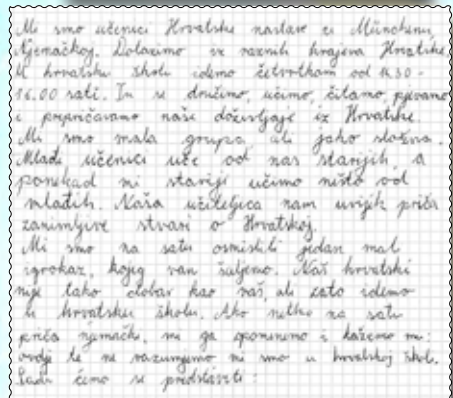 Mi smo učenici Hrvatske nastave u Münchenu,
Njemačkoj. Dolazimo iz raznih krajeva Hrvatske.
U hrvatsku školu idemo četvrtkom od 14.30 -
16.00 sati. Tu se družimo, učimo, čitamo, pjevamo
i prepričavamo naše doživljaje iz Hrvatske.
Mi smo mala grupa, ali jako složna.
Mlađi učenici uče od nas starijih, a
ponekad mi stariji učimo nešto od
mlađih. Naša učiteljica nam uvijek priča
zanimljive stvari o Hrvatskoj.
Mi smo na satu osmislili jedan mali
igrokaz, kojeg vam šaljemo. Naš hrvatski
nije tako dobar kao vaš, ali zato idemo
u hrvatsku školu. Ako netko na satu
priča njemački, mi ga opomenemo i kažemo mu:
ovdje te ne razumijemo mi smo u hrvatskoj školi.
Sada ćemo se predstaviti: